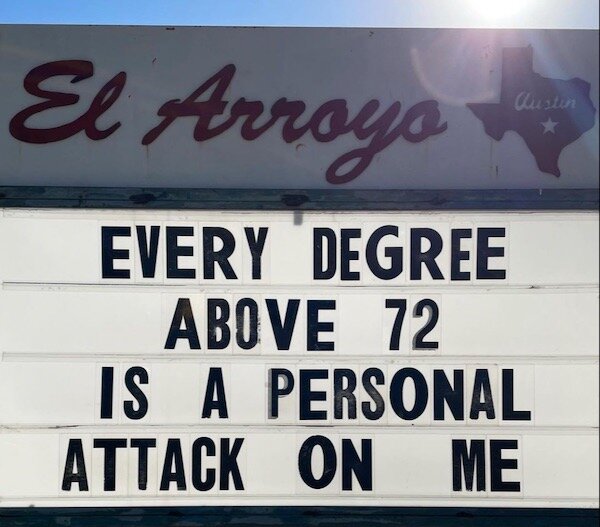 El Arroyo
Austin
EVERY DEGREE
ABOVE 72
IS A PERSONAL
ATTACK ON ME